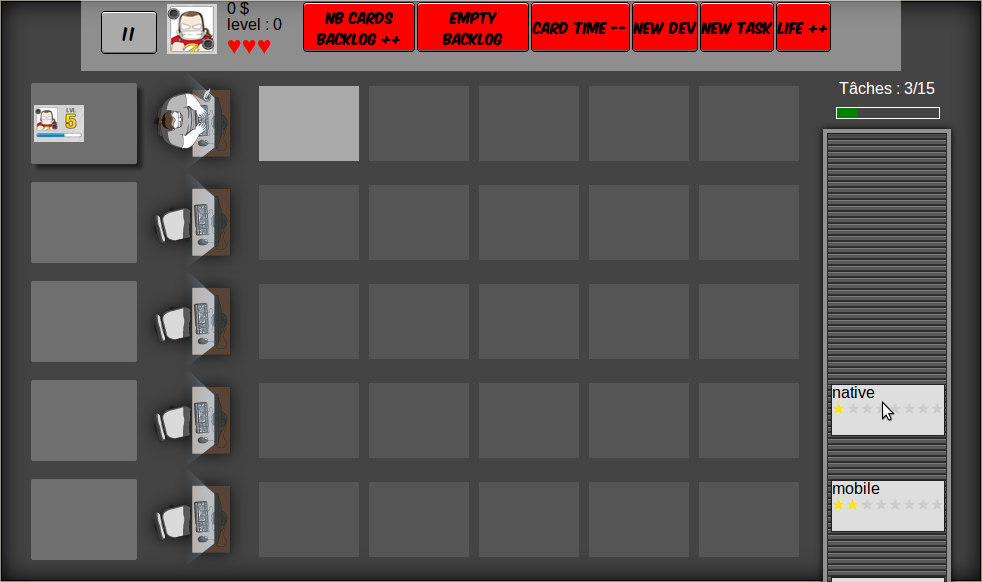 0 $
level : 0
NB CARDS
BACKLOG ++
EMPTY
BACKLOG
CARD TIME --
NEW DEV
NEW TASK
LIFE ++
Tâches : 3/15
LVL
5
native
mobile